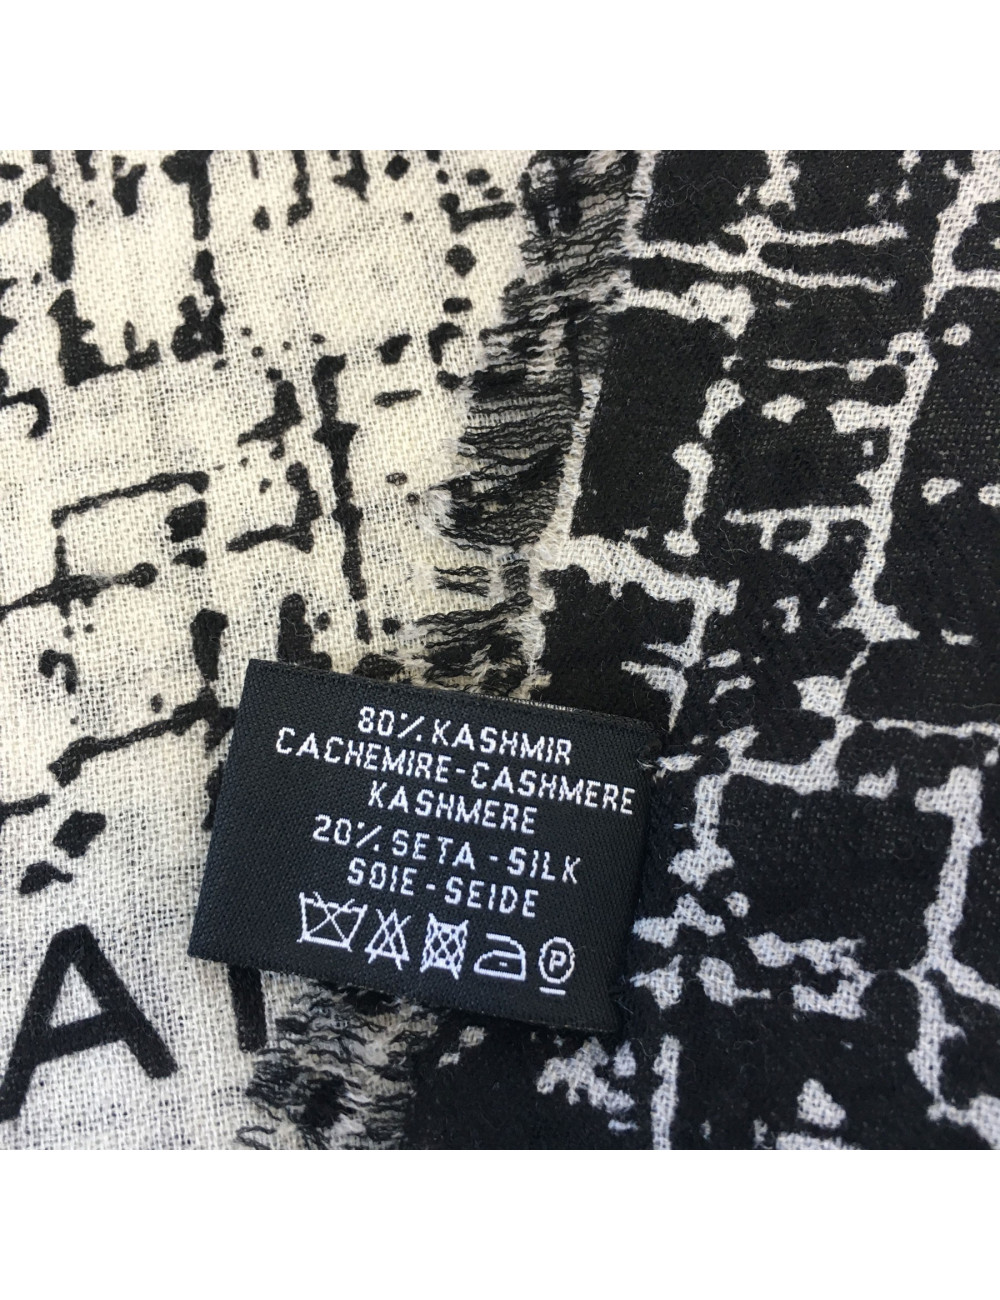 80% KASHMIR
CACHEMIRE-CASHMERE
KASHMERE
20% SETA - SILK
SOIE - SEIDE
P
A